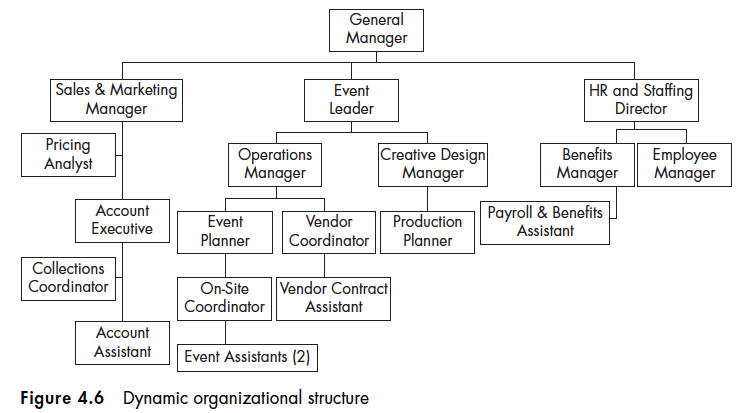 General
Manager
Sales & Marketing
Manager
Event
Leader
HR and Staffing
Director
Pricing
Analyst
Operations
Manager
Creative Design
Manager
Benefits
Manager
Employee
Manager
Account
Executive
Event
Planner
Vendor
Coordinator
Production
Planner
Payroll & Benefits
Assistant
Collections
Coordinator
On-Site
Coordinator
Vendor Contract
Assistant
Account
Assistant
Event Assistants (2)
Figure 4.6 Dynamic organizational structure